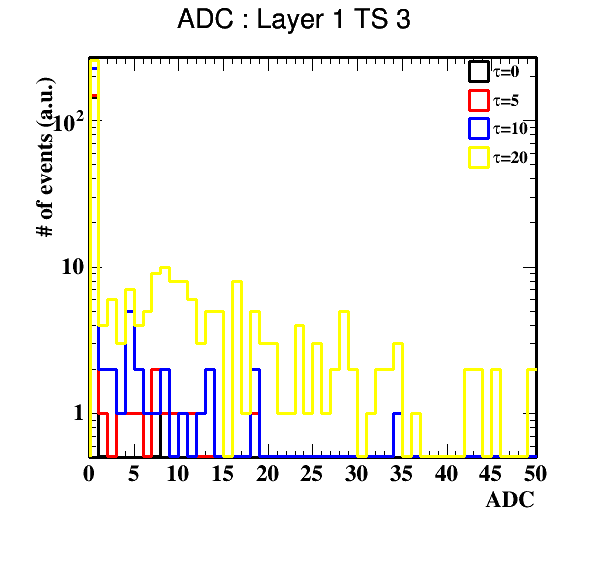 ADC : Layer 1 TS 3
# of events (a.u.)
10²
10
1
τ=0
τ=5
τ=10
τ=20
0 5 10 15 20 25 30 35 40 45 50
ADC